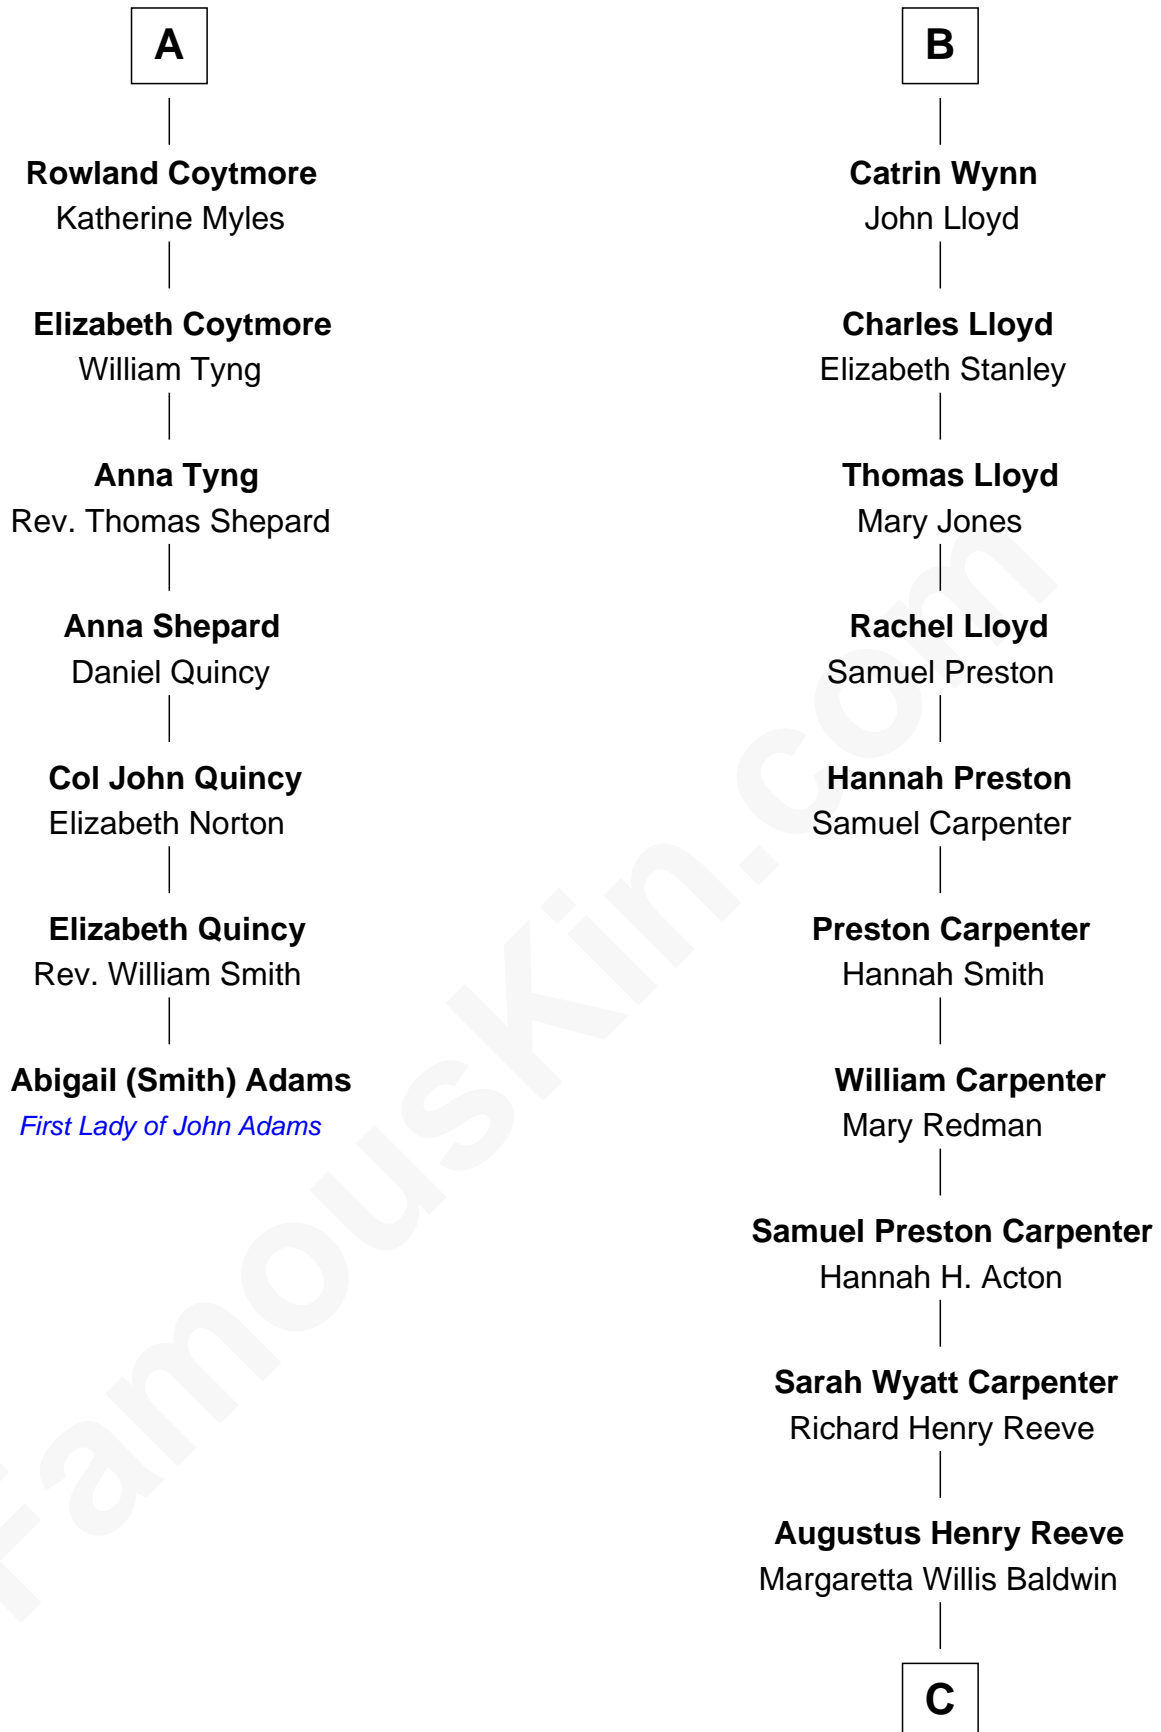 A
Rowland Coytmore
Katherine Myles
Elizabeth Coytmore
William Tyng
Anna Tyng
Rev. Thomas Shepard
Anna Shepard
Daniel Quincy
Col John Quincy
Elizabeth Norton
Elizabeth Quincy
Rev. William Smith
Abigail (Smith) Adams
First Lady of John Adams
B
Catrin Wynn
John Lloyd
Charles Lloyd
Elizabeth Stanley
Thomas Lloyd
Mary Jones
Rachel Lloyd
Samuel Preston
Hannah Preston
Samuel Carpenter
Preston Carpenter
Hannah Smith
William Carpenter
Mary Redman
Samuel Preston Carpenter
Hannah H. Acton
Sarah Wyatt Carpenter
Richard Henry Reeve
Augustus Henry Reeve
Margaretta Willis Baldwin
C
FamousKin.com